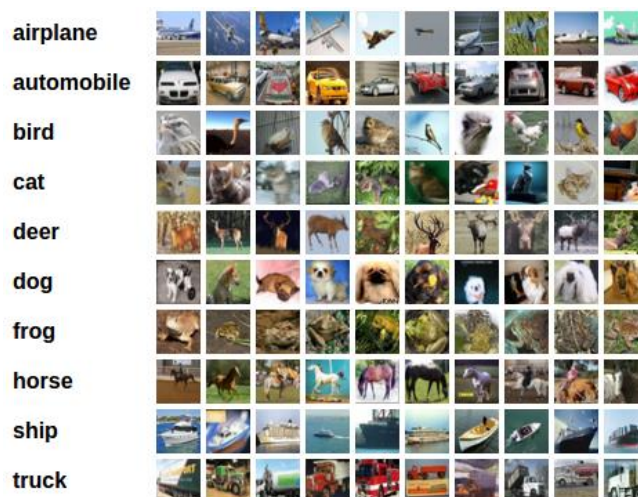 airplane
automobile
bird
cat
deer
dog
frog
horse
ship
truck